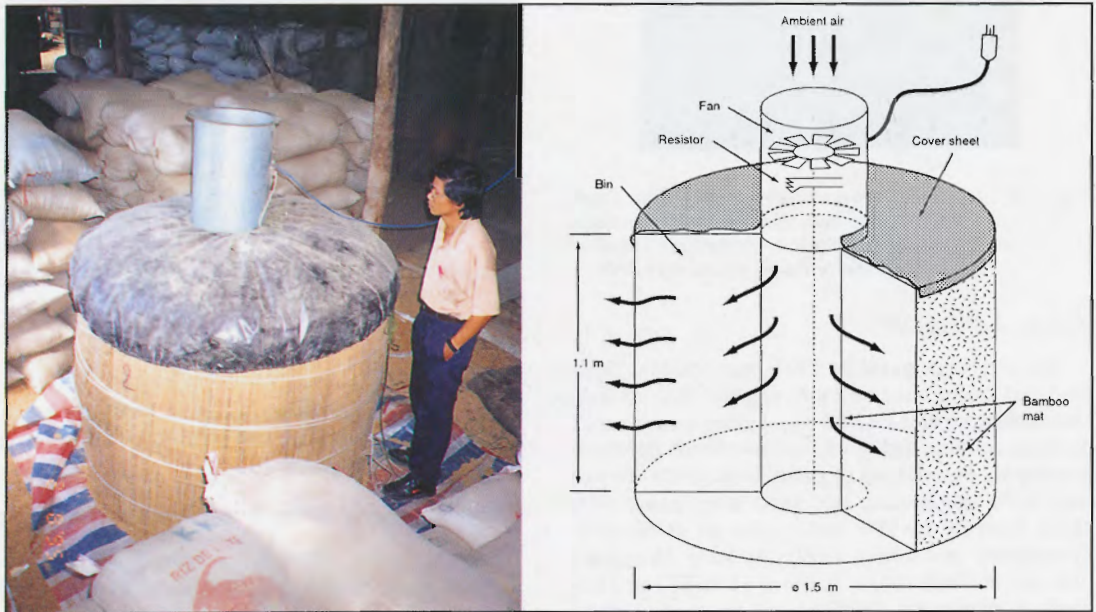 2
RIZ DE L'
Ambient air
Fan
Resistor
Cover sheet
Bin
1.1 m
Bamboo
mat
ø 1.5 m